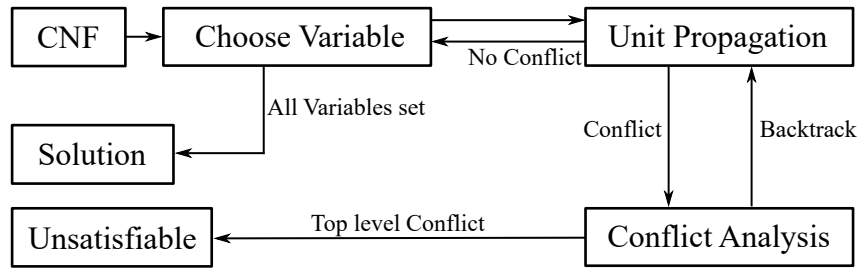 CNF
Choose Variable
Unit Propagation
No Conflict
All Variables set
Conflict
Backtrack
Solution
Unsatisfiable
Top level Conflict
Conflict Analysis